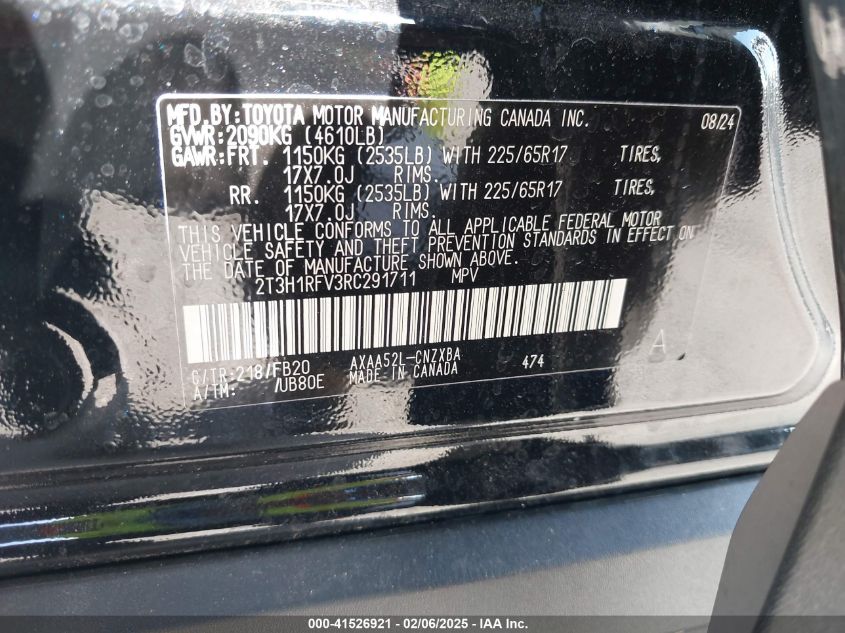 MFD.BY:TOYOTA MOTOR MANUFACTURING CANADA INC. 08/24
GVWR:2090KG (4610LB)
GAWR:FRT. 1150KG (2535LB) WITH 225/65R17 TIRES,
17X7.0J RIMS.
RR. 1150KG (2535LB) WITH 225/65R17 TIRES,
17X7.0J RIMS.
THIS VEHICLE CONFORMS TO ALL APPLICABLE FEDERAL MOTOR
VEHICLE SAFETY AND THEFT PREVENTION STANDARDS IN EFFECT ON
THE DATE OF MANUFACTURE SHOWN ABOVE.
2T3H1RFV3RC291711 MPV
C/TR:218/FB20 AXAA52L-CNZXBA 474 A
A/TM: /UB80E MADE IN CANADA
000-41526921 - 02/06/2025 - IAA Inc.